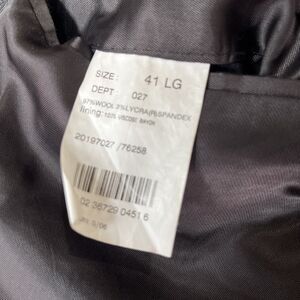 SIZE: 41 LG
DEPT 027
97%WOOL 3%LYCRA(R)SPANDEX
lining: 100% VISCOSE RAYON
20197027 /76258
02 36729 04516